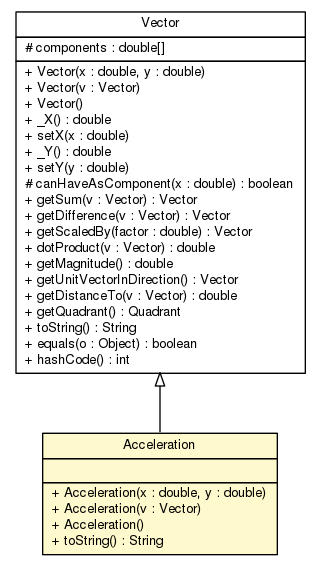 Vector
# components : double[]
+ Vector(x : double, y : double)
+ Vector(v : Vector)
+ Vector()
+ _X() : double
+ setX(x : double)
+ _Y() : double
+ setY(y : double)
# canHaveAsComponent(x : double) : boolean
+ getSum(v : Vector) : Vector
+ getDifference(v : Vector) : Vector
+ getScaledBy(factor : double) : Vector
+ dotProduct(v : Vector) : double
+ getMagnitude() : double
+ getUnitVectorInDirection() : Vector
+ getDistanceTo(v : Vector) : double
+ getQuadrant() : Quadrant
+ toString() : String
+ equals(o : Object) : boolean
+ hashCode() : int
Acceleration
+ Acceleration(x : double, y : double)
+ Acceleration(v : Vector)
+ Acceleration()
+ toString() : String